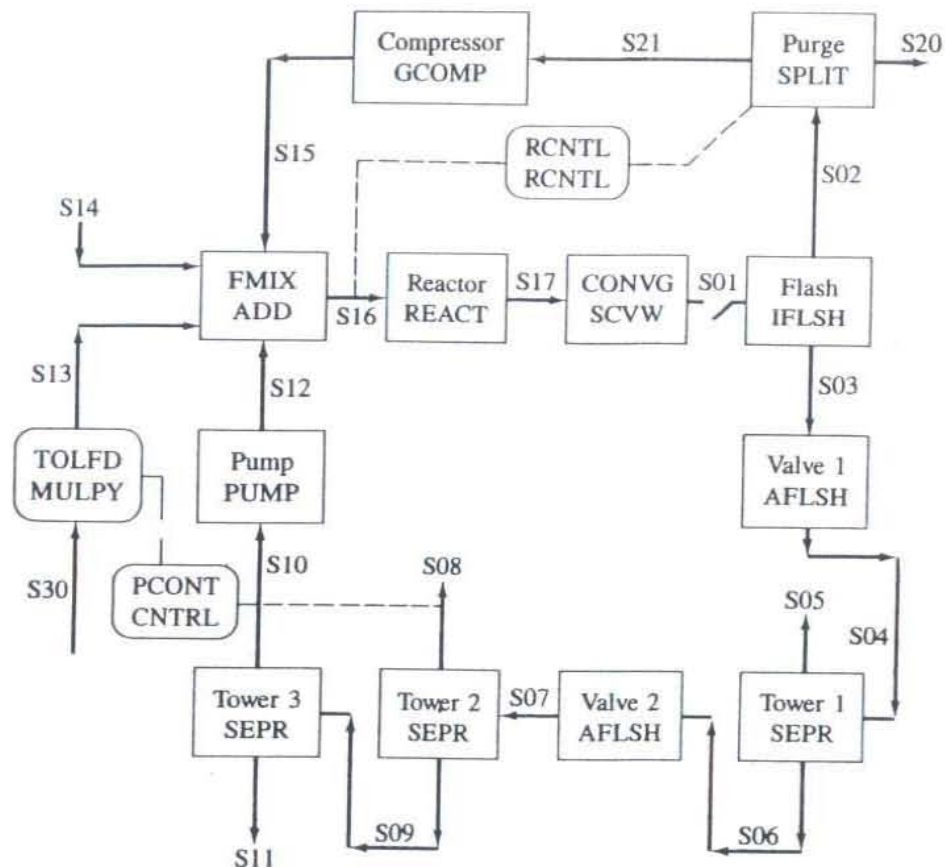 Compressor
GCOMP
S21
Purge
SPLIT
S20
S15
RCNTL
RCNTL
S02
S14
FMIX
ADD
S16
Reactor
REACT
S17
CONVG
SCVW
S01
Flash
IFLSH
S13
S12
S03
TOLFD
MULPY
Pump
PUMP
Valve 1
AFLSH
S30
PCONT
CNTRL
S10
S08
S05
S04
Tower 3
SEPR
Tower 2
SEPR
S07
Valve 2
AFLSH
Tower 1
SEPR
S11
S09
S06